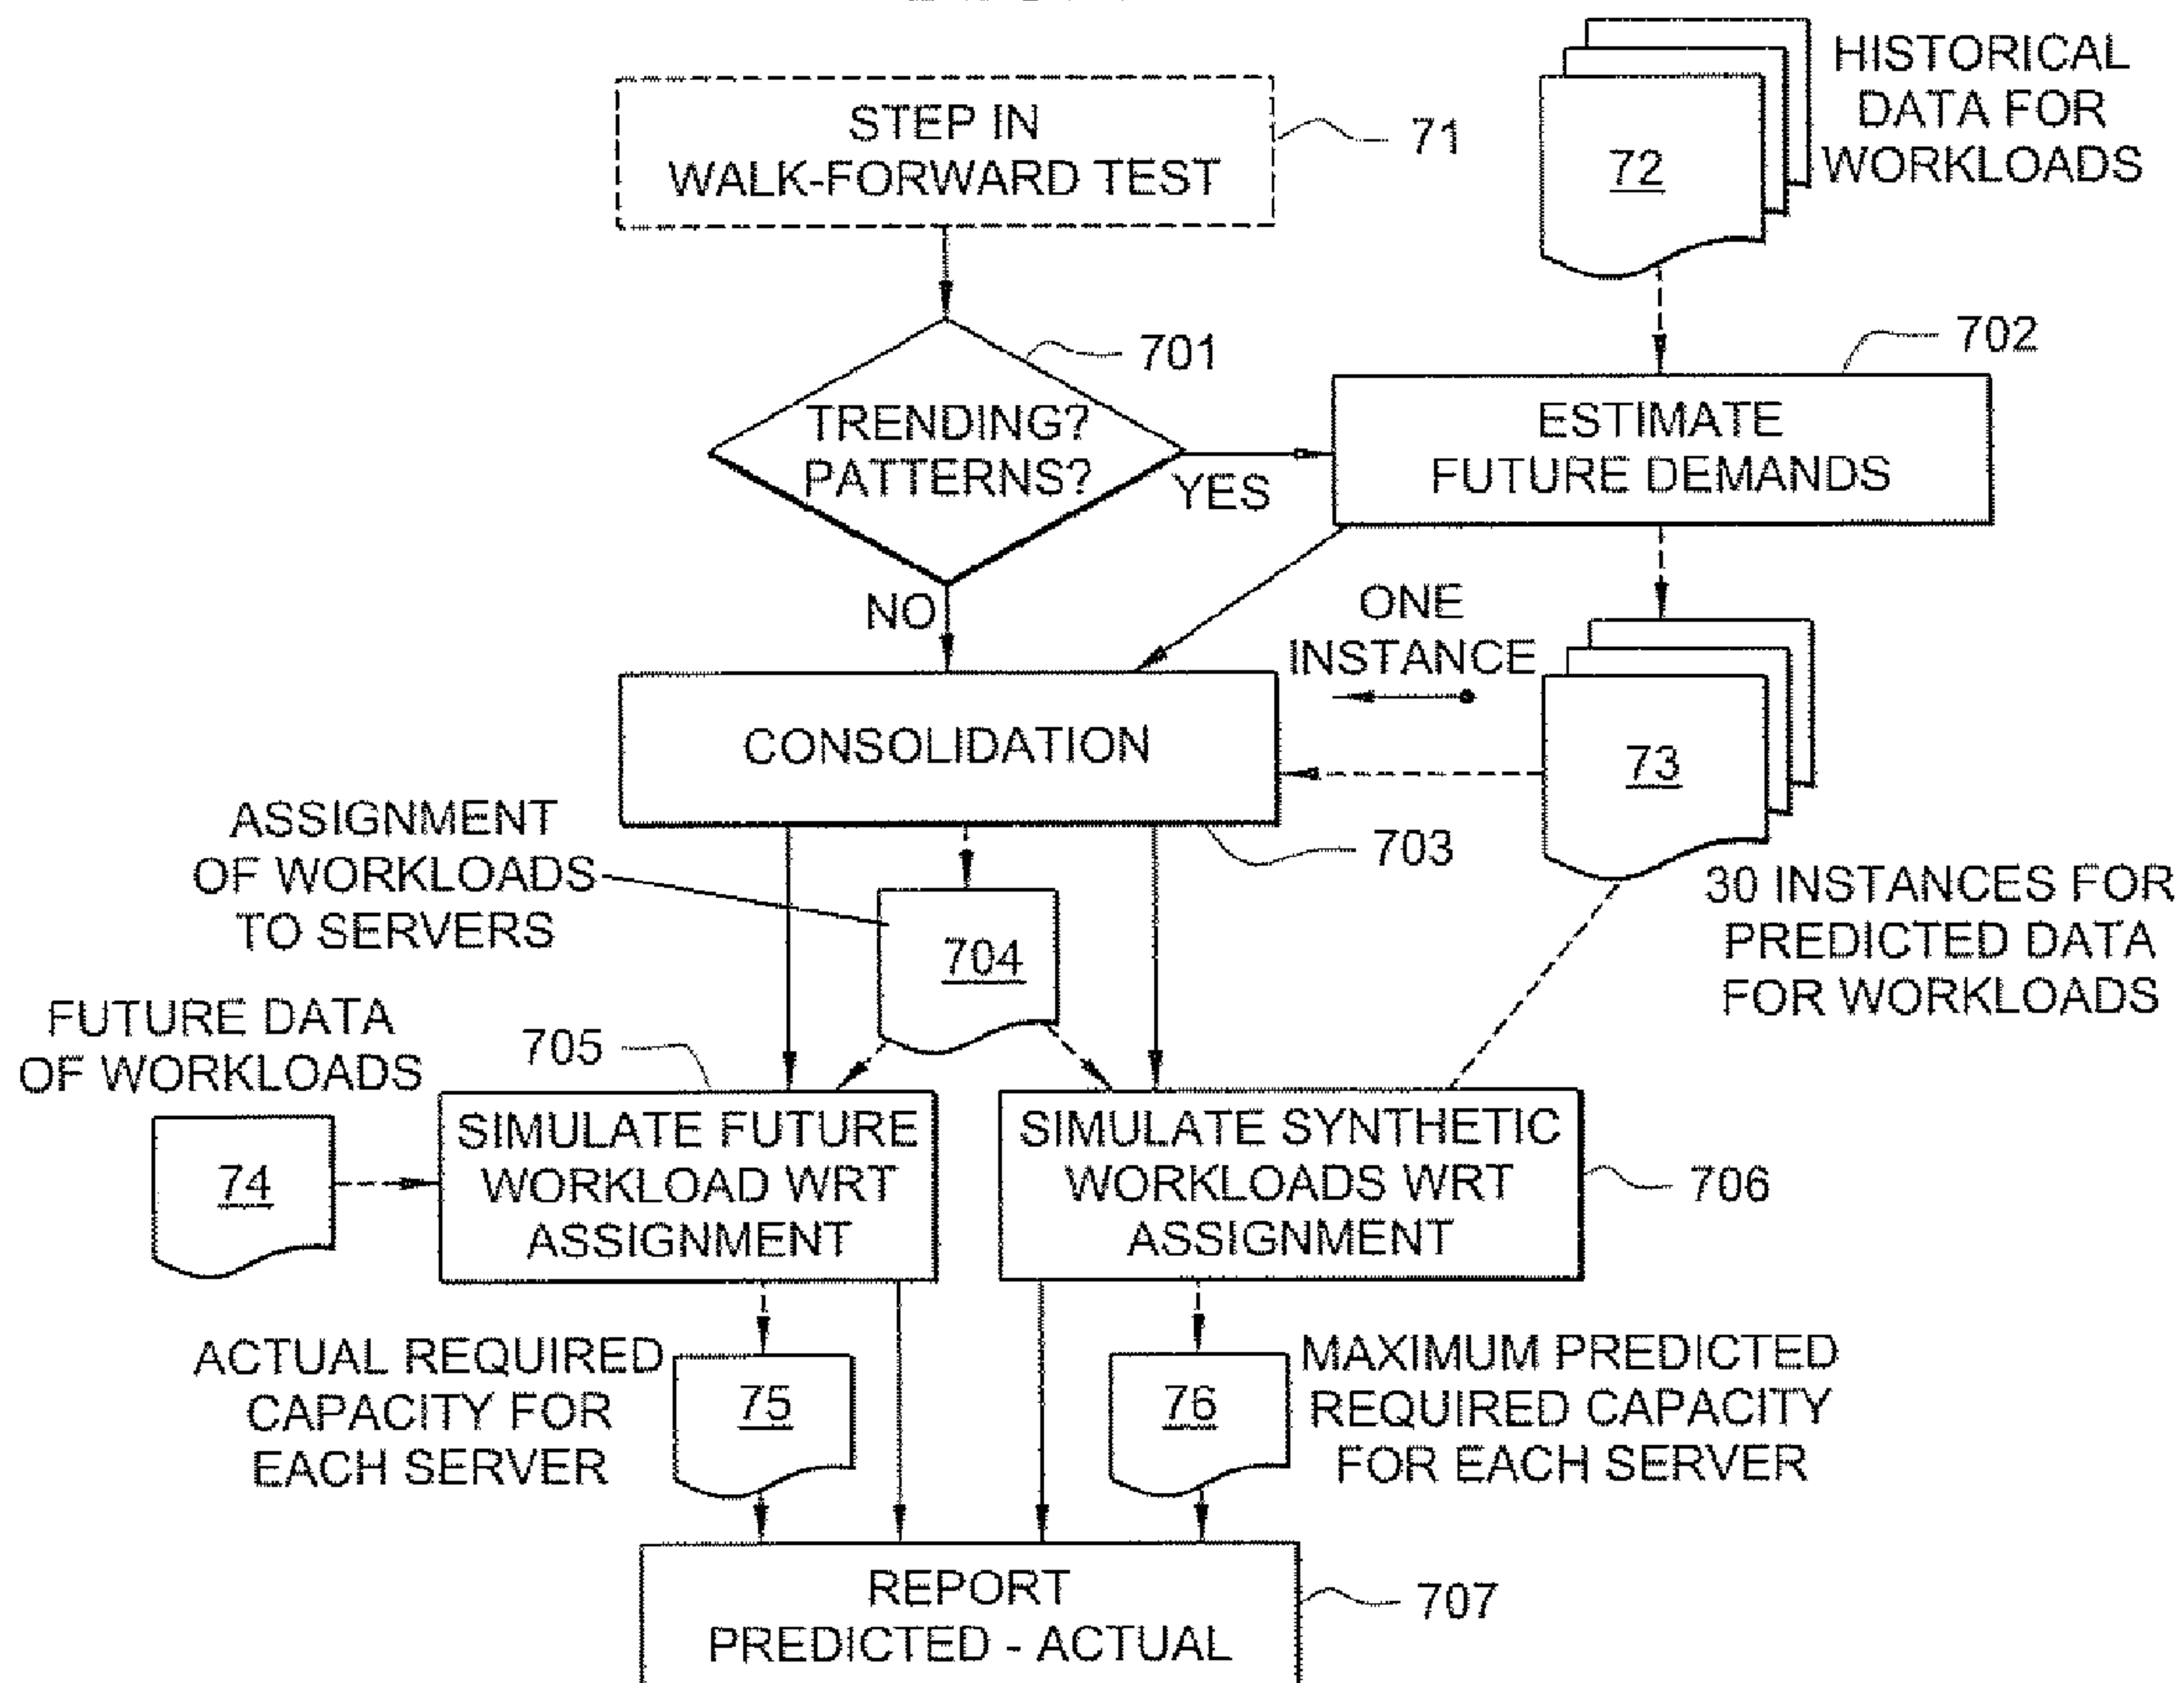 STEP IN
WALK-FORWARD TEST
71
HISTORICAL
DATA FOR
WORKLOADS
72
701
TRENDING?
PATTERNS?
YES
NO
702
ESTIMATE
FUTURE DEMANDS
ONE
INSTANCE
CONSOLIDATION
703
73
30 INSTANCES FOR
PREDICTED DATA
FOR WORKLOADS
ASSIGNMENT
OF WORKLOADS
TO SERVERS
704
FUTURE DATA
OF WORKLOADS
74
705
SIMULATE FUTURE
WORKLOAD WRT
ASSIGNMENT
SIMULATE SYNTHETIC
WORKLOADS WRT
ASSIGNMENT
706
ACTUAL REQUIRED
CAPACITY FOR
EACH SERVER
75
76
MAXIMUM PREDICTED
REQUIRED CAPACITY
FOR EACH SERVER
REPORT
PREDICTED - ACTUAL
707